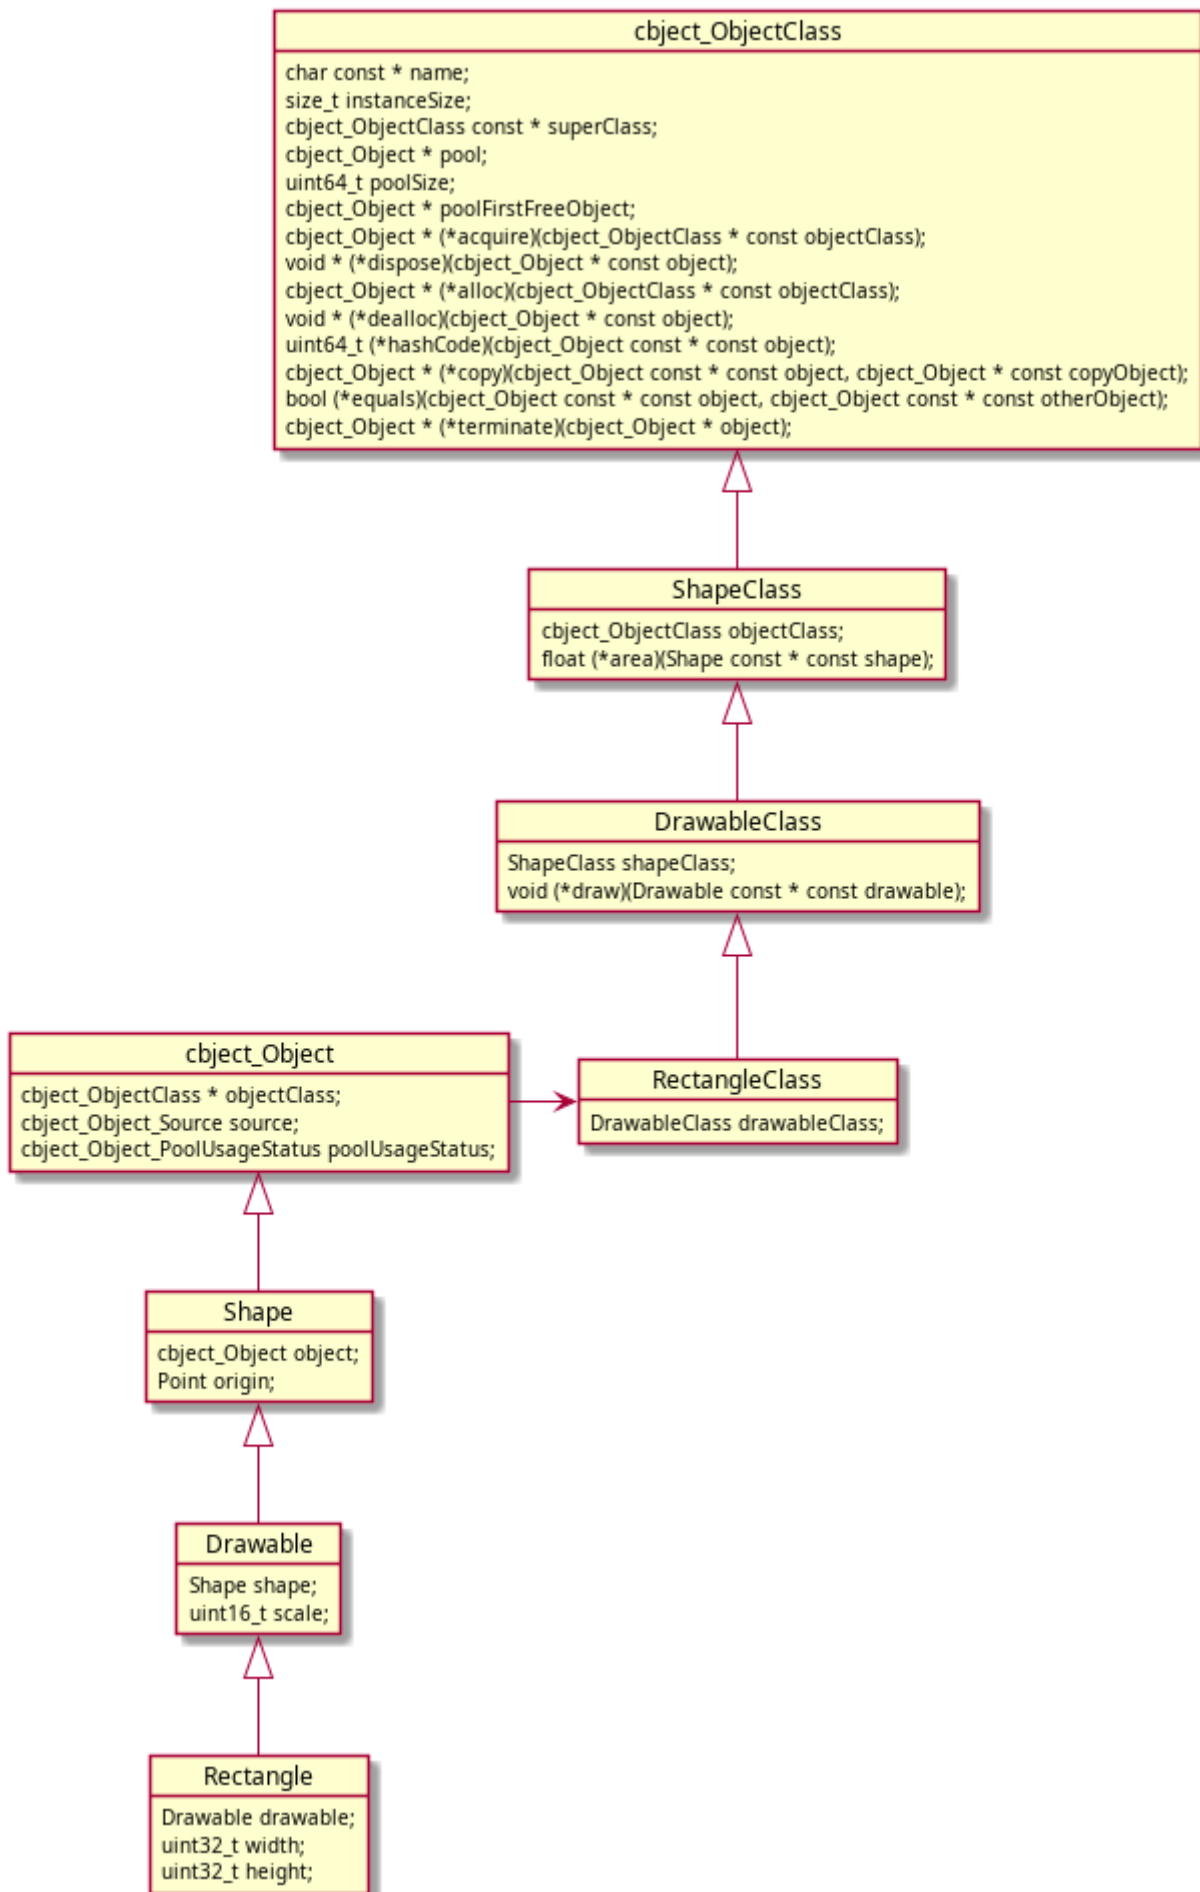 cbject_ObjectClass
char const * name;
size_t instanceSize;
cbject_ObjectClass const * superClass;
cbject_Object * pool;
uint64_t poolSize;
cbject_Object * poolFirstFreeObject;
cbject_Object * (*acquire)(cbject_ObjectClass * const objectClass);
void * (*dispose)(cbject_Object * const object);
cbject_Object * (*alloc)(cbject_ObjectClass * const objectClass);
void * (*dealloc)(cbject_Object * const object);
uint64_t (*hashCode)(cbject_Object const * const object);
cbject_Object * (*copy)(cbject_Object const * const object, cbject_Object * const copyObject);
bool (*equals)(cbject_Object const * const object, cbject_Object const * const otherObject);
cbject_Object * (*terminate)(cbject_Object * object);
ShapeClass
cbject_ObjectClass objectClass;
float (*area)(Shape const * const shape);
DrawableClass
ShapeClass shapeClass;
void (*draw)(Drawable const * const drawable);
cbject_Object
cbject_ObjectClass * objectClass;
cbject_Object_Source source;
cbject_Object_PoolUsageStatus poolUsageStatus;
RectangleClass
DrawableClass drawableClass;
Shape
cbject_Object object;
Point origin;
Drawable
Shape shape;
uint16_t scale;
Rectangle
Drawable drawable;
uint32_t width;
uint32_t height;